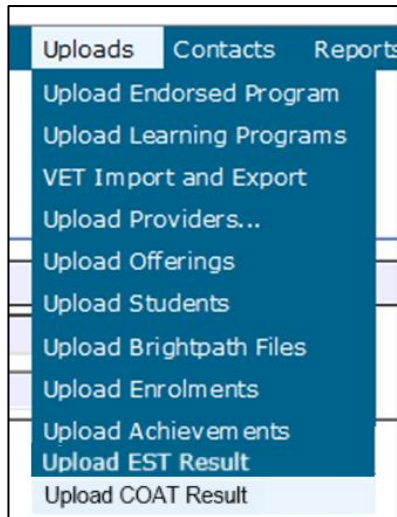 Uploads Contacts Reports
Upload Endorsed Program
Upload Learning Programs
VET Import and Export
Upload Providers...
Upload Offerings
Upload Students
Upload Brightpath Files
Upload Enrolments
Upload Achievements
Upload EST Result
Upload COAT Result